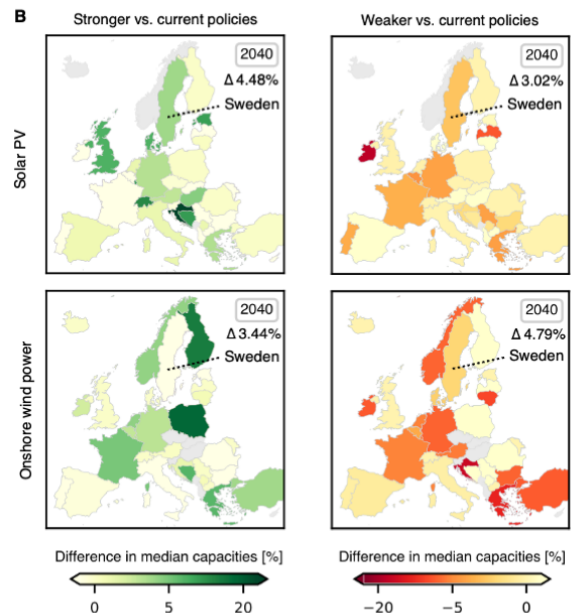 B
Stronger vs. current policies
Weaker vs. current policies
Solar PV
2040
Δ 4.48%
Sweden
2040
Δ 3.02%
Sweden
Onshore wind power
2040
Δ 3.44%
Sweden
2040
Δ 4.79%
Sweden
Difference in median capacities [%]
0 5 20
Difference in median capacities [%]
−20 −5 0